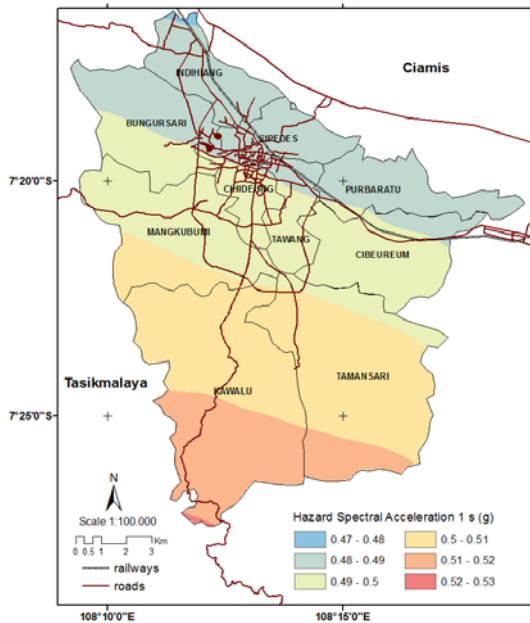 Ciamis
INDIHIANG
BUNGURSARI
CIPEDES
7°20'0"S
CIHIDEUNG
PURBARATU
MANGKUBUMI
TAWANG
CIBEUREUM
Tasikmalaya
KAWALU
TAMANSARI
7°25'0"S
N
Scale 1:100.000
0 0.5 1 2 3 Km
railways
roads
Hazard Spectral Acceleration 1 s (g)
0.47 - 0.48
0.48 - 0.49
0.49 - 0.5
0.5 - 0.51
0.51 - 0.52
0.52 - 0.53
108°10'0"E
108°15'0"E